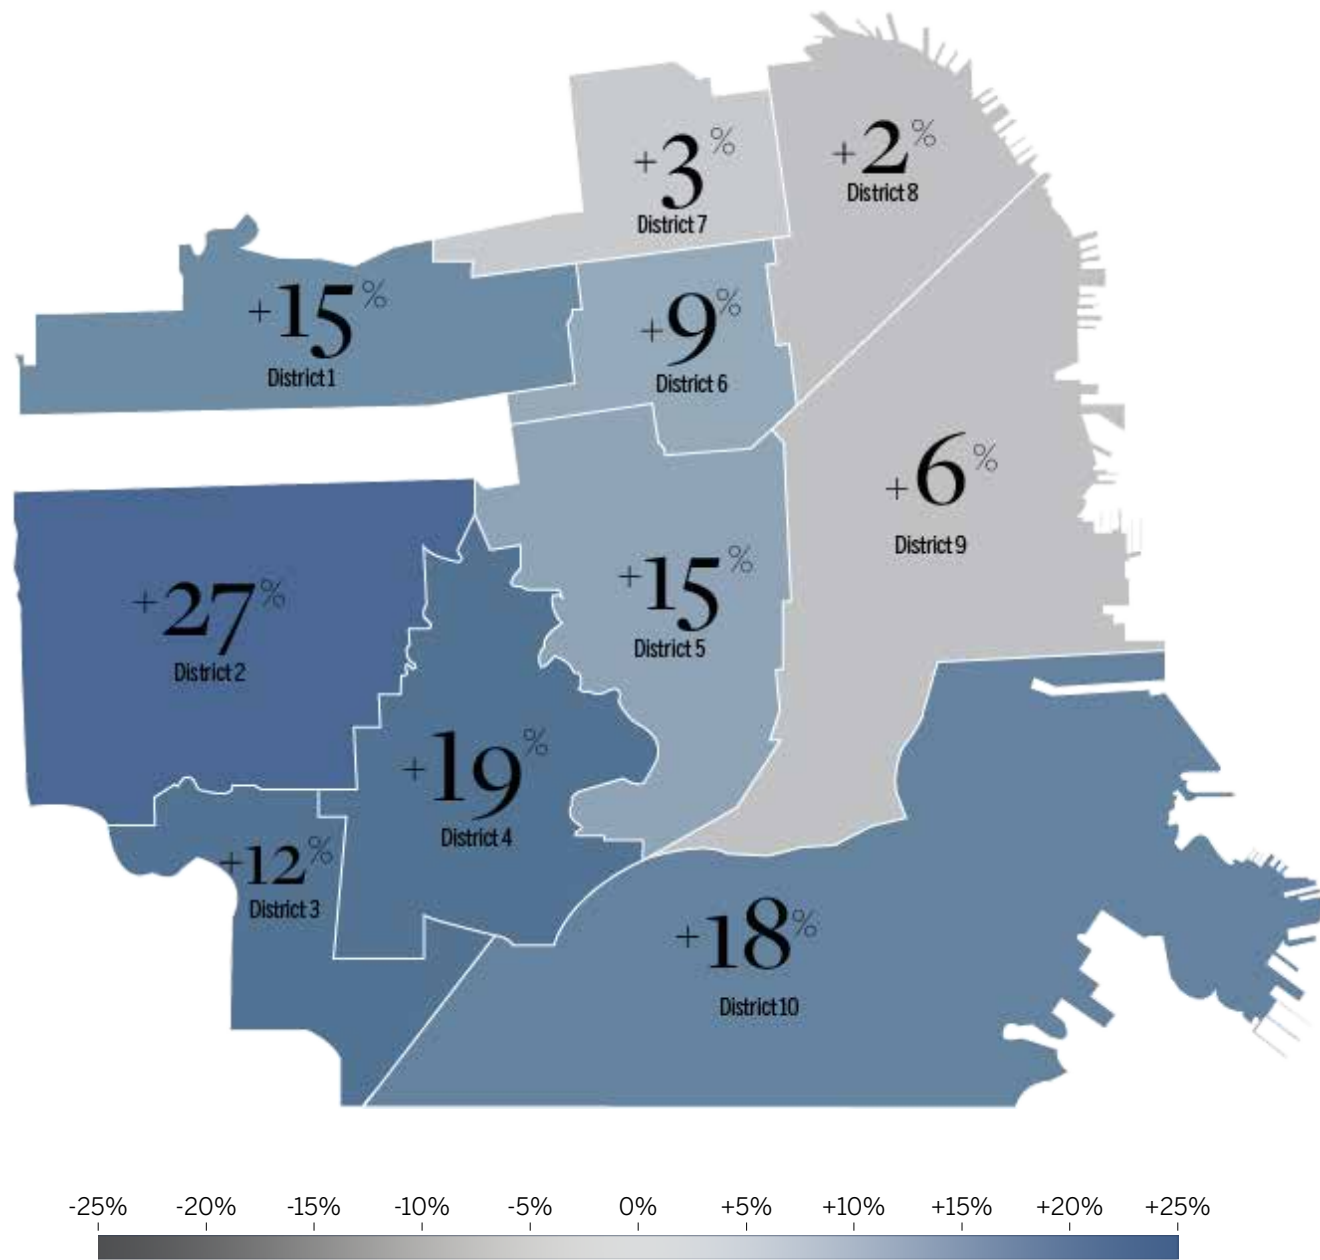 +3%
District 7
+2%
District 8
+15%
District 1
+9%
District 6
+6%
District 9
+27%
District 2
+15%
District 5
+19%
District 4
+12%
District 3
+18%
District10
-25% -20% -15% -10% -5% 0% +5% +10% +15% +20% +25%